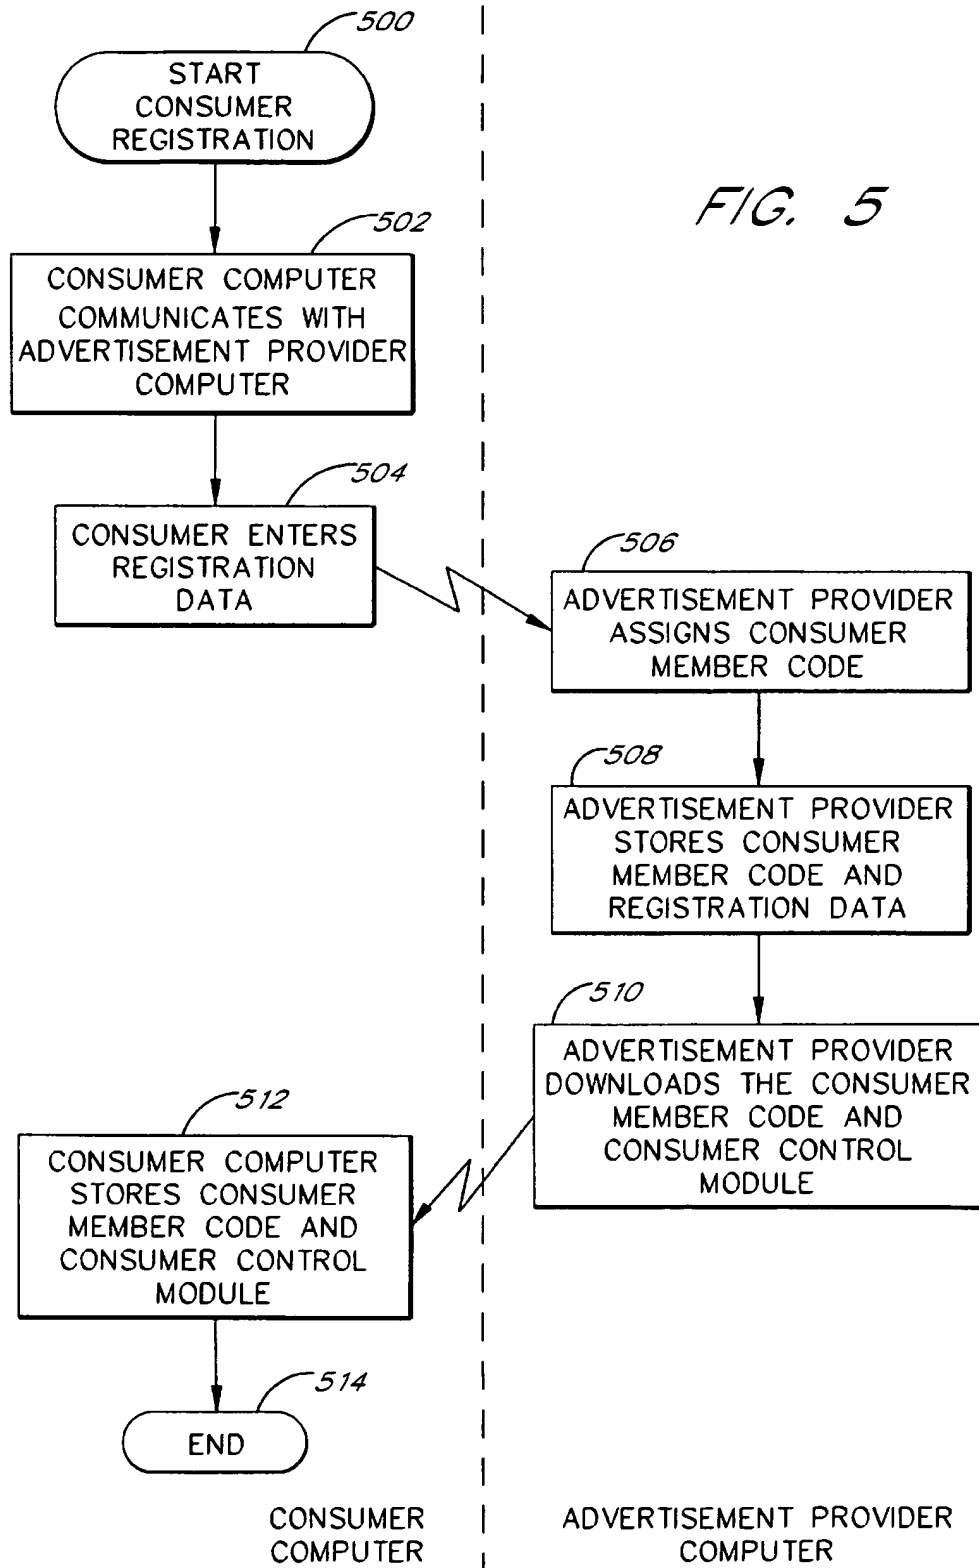 500
START
CONSUMER
REGISTRATION
FIG. 5
502
CONSUMER COMPUTER
COMMUNICATES WITH
ADVERTISEMENT PROVIDER
COMPUTER
504
CONSUMER ENTERS
REGISTRATION
DATA
506
ADVERTISEMENT PROVIDER
ASSIGNS CONSUMER
MEMBER CODE
508
ADVERTISEMENT PROVIDER
STORES CONSUMER
MEMBER CODE AND
REGISTRATION DATA
510
ADVERTISEMENT PROVIDER
DOWNLOADS THE CONSUMER
MEMBER CODE AND
CONSUMER CONTROL
MODULE
512
CONSUMER COMPUTER
STORES CONSUMER
MEMBER CODE AND
CONSUMER CONTROL
MODULE
514
END
CONSUMER
COMPUTER
ADVERTISEMENT PROVIDER
COMPUTER